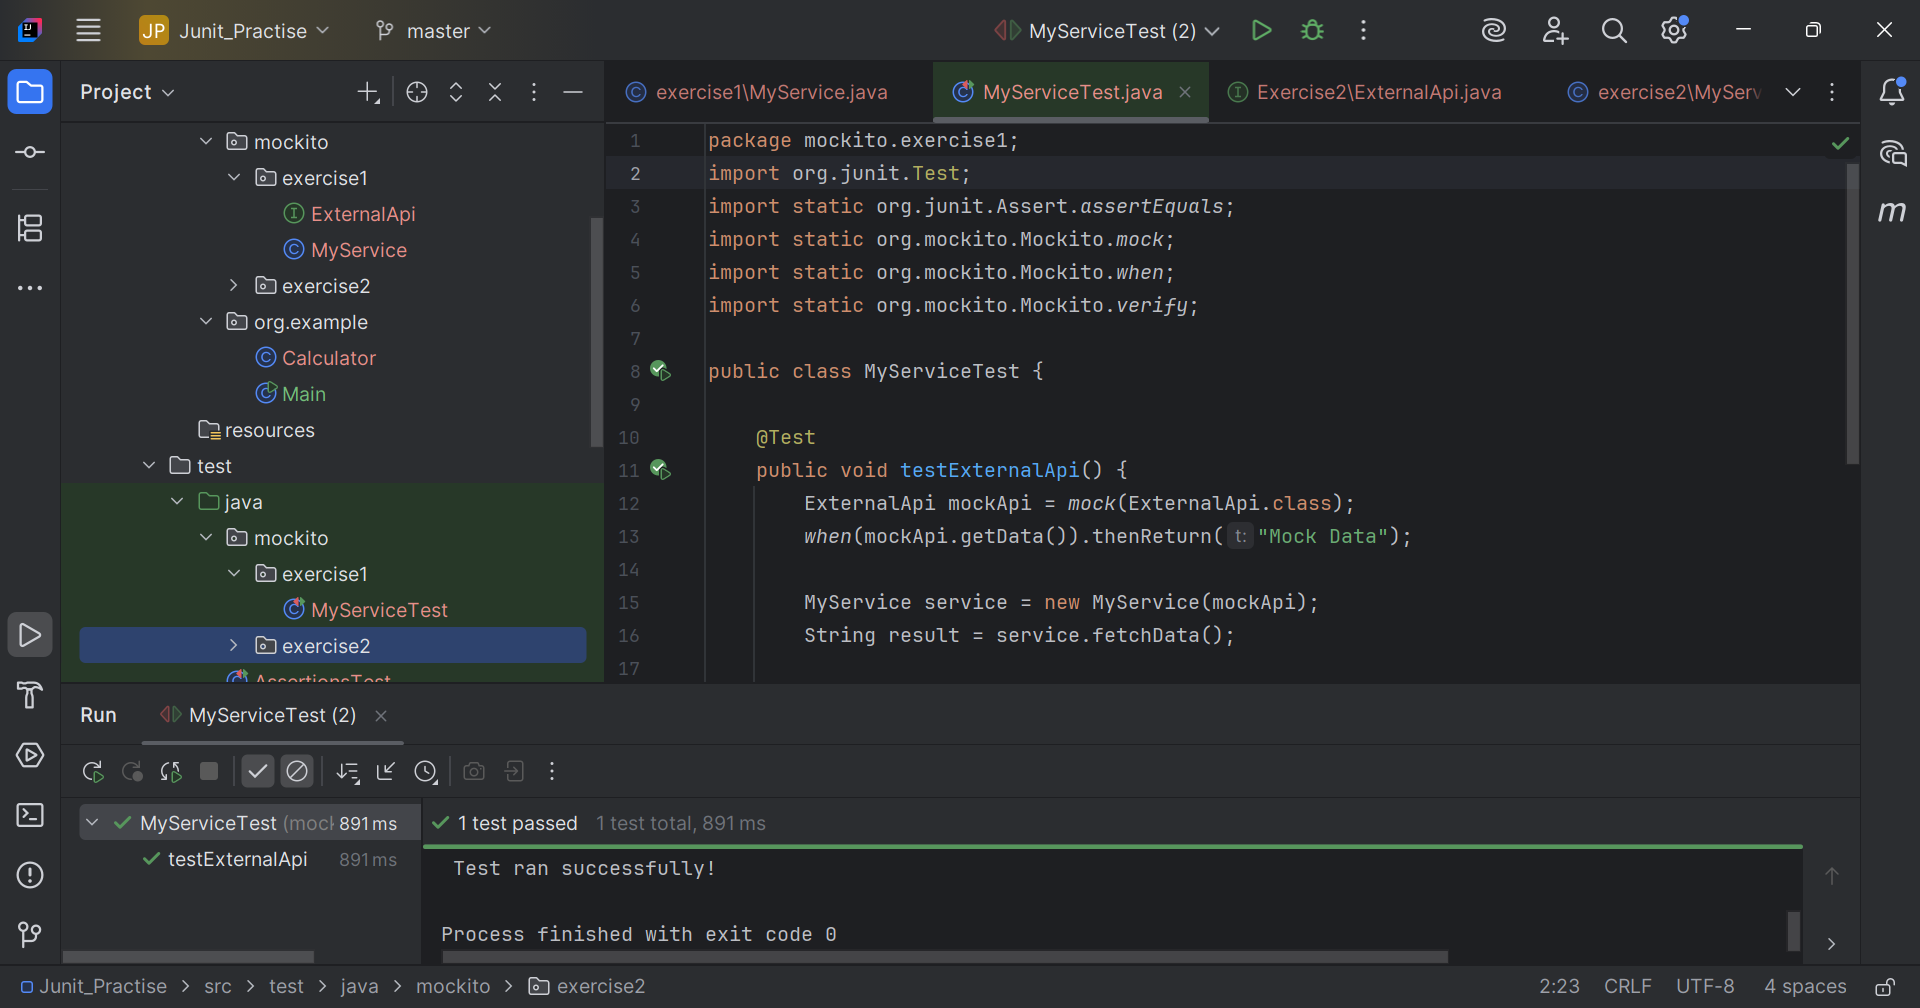 JP Junit_Practise master MyServiceTest (2)
Project
mockito
exercise1
ExternalApi
MyService
exercise2
org.example
Calculator
Main
resources
test
java
mockito
exercise1
MyServiceTest
exercise2
AssertionsTest
exercise1\MyService.java MyServiceTest.java Exercise2\ExternalApi.java exercise2\MyServ
1 package mockito.exercise1;
2 import org.junit.Test;
3 import static org.junit.Assert.assertEquals;
4 import static org.mockito.Mockito.mock;
5 import static org.mockito.Mockito.when;
6 import static org.mockito.Mockito.verify;
7
8 public class MyServiceTest {
9
10 @Test
11 public void testExternalApi() {
12 ExternalApi mockApi = mock(ExternalApi.class);
13 when(mockApi.getData()).thenReturn( t: "Mock Data");
14
15 MyService service = new MyService(mockApi);
16 String result = service.fetchData();
17
m
Run MyServiceTest (2)
MyServiceTest (mock 891 ms
testExternalApi 891 ms
1 test passed 1 test total, 891 ms
Test ran successfully!
Process finished with exit code 0
Junit_Practise > src > test > java > mockito > exercise2
2:23 CRLF UTF-8 4 spaces